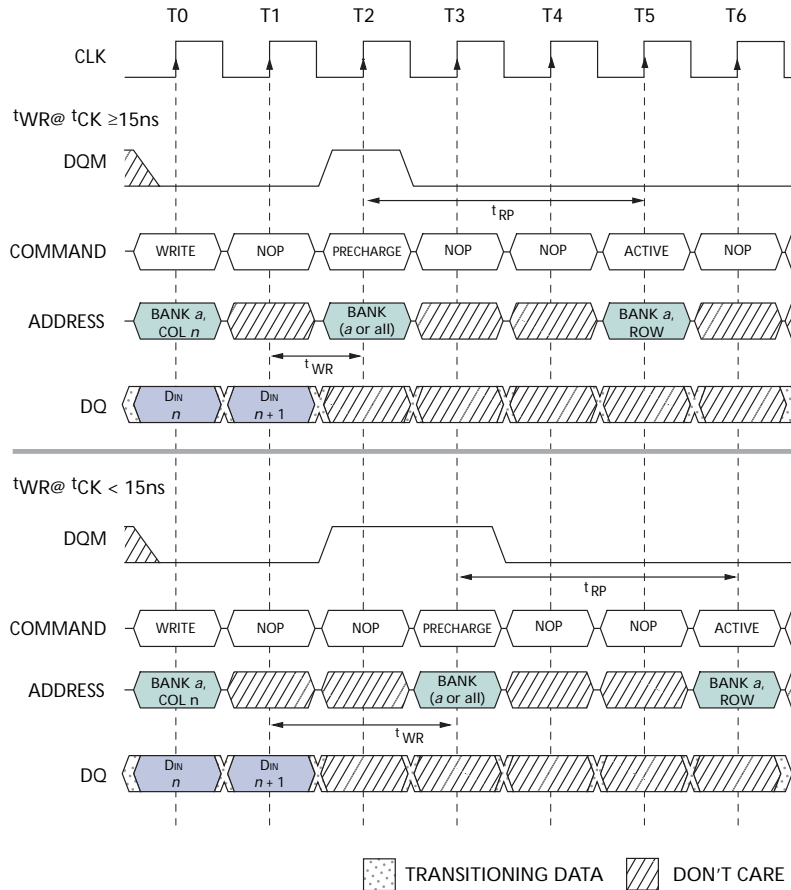 T0 T1 T2 T3 T4 T5 T6
CLK
tWR@ tCK ≥15ns
DQM
tRP
COMMAND WRITE NOP PRECHARGE NOP NOP ACTIVE NOP
ADDRESS BANK a, COL n BANK (a or all) BANK a, ROW
tWR
DQ DIN n DIN n + 1
tWR@ tCK < 15ns
DQM
tRP
COMMAND WRITE NOP NOP PRECHARGE NOP NOP ACTIVE
ADDRESS BANK a, COL n BANK (a or all) BANK a, ROW
tWR
DQ DIN n DIN n + 1
TRANSITIONING DATA DON'T CARE